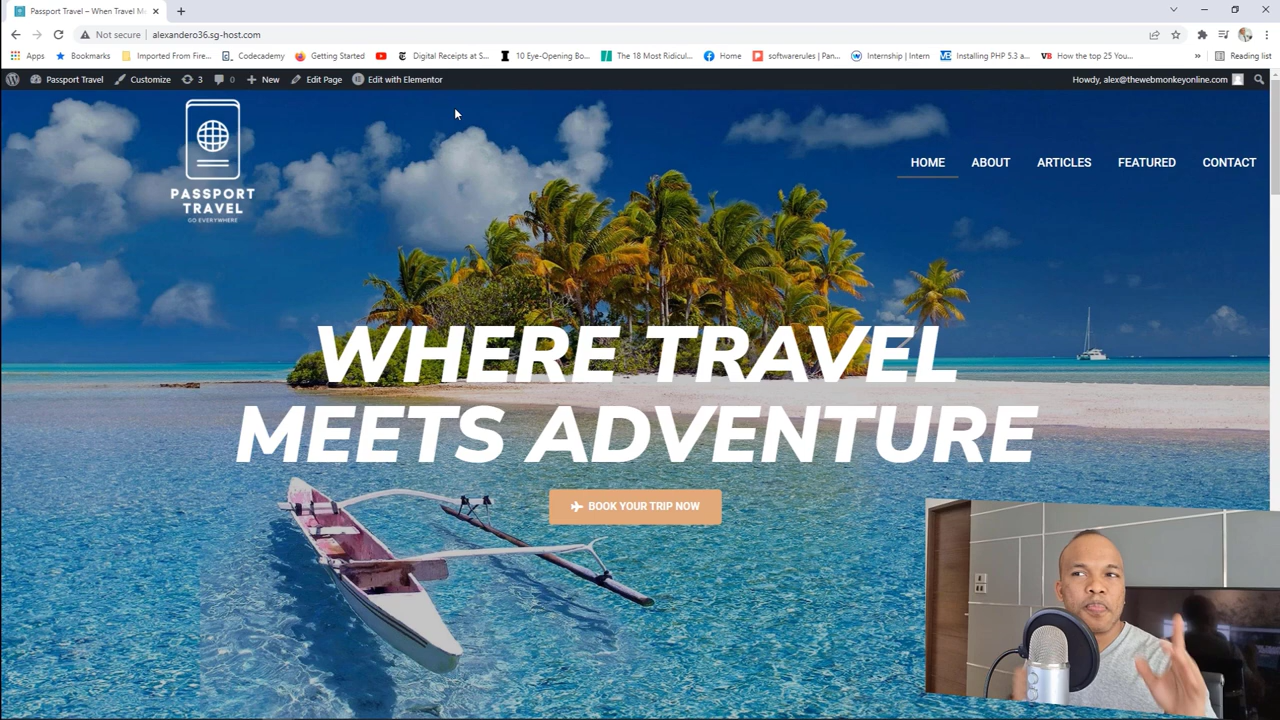 Passport Travel – When Travel Me
Not secure
alexandero36.sg-host.com
Apps
Bookmarks
Imported From Fire...
Codecademy
Getting Started
Digital Receipts at S...
10 Eye-Opening Bo...
The 18 Most Ridicul...
Home
softwarerules | Pan...
Internship | Intern
Installing PHP 5.3 a...
How the top 25 You...
»
Reading list
Passport Travel
Customize
3
0
New
Edit Page
Edit with Elementor
Howdy, alex@thewebmonkeyonline.com
PASSPORT
TRAVEL
GO EVERYWHERE
HOME
ABOUT
ARTICLES
FEATURED
CONTACT
WHERE TRAVEL
MEETS ADVENTURE
BOOK YOUR TRIP NOW